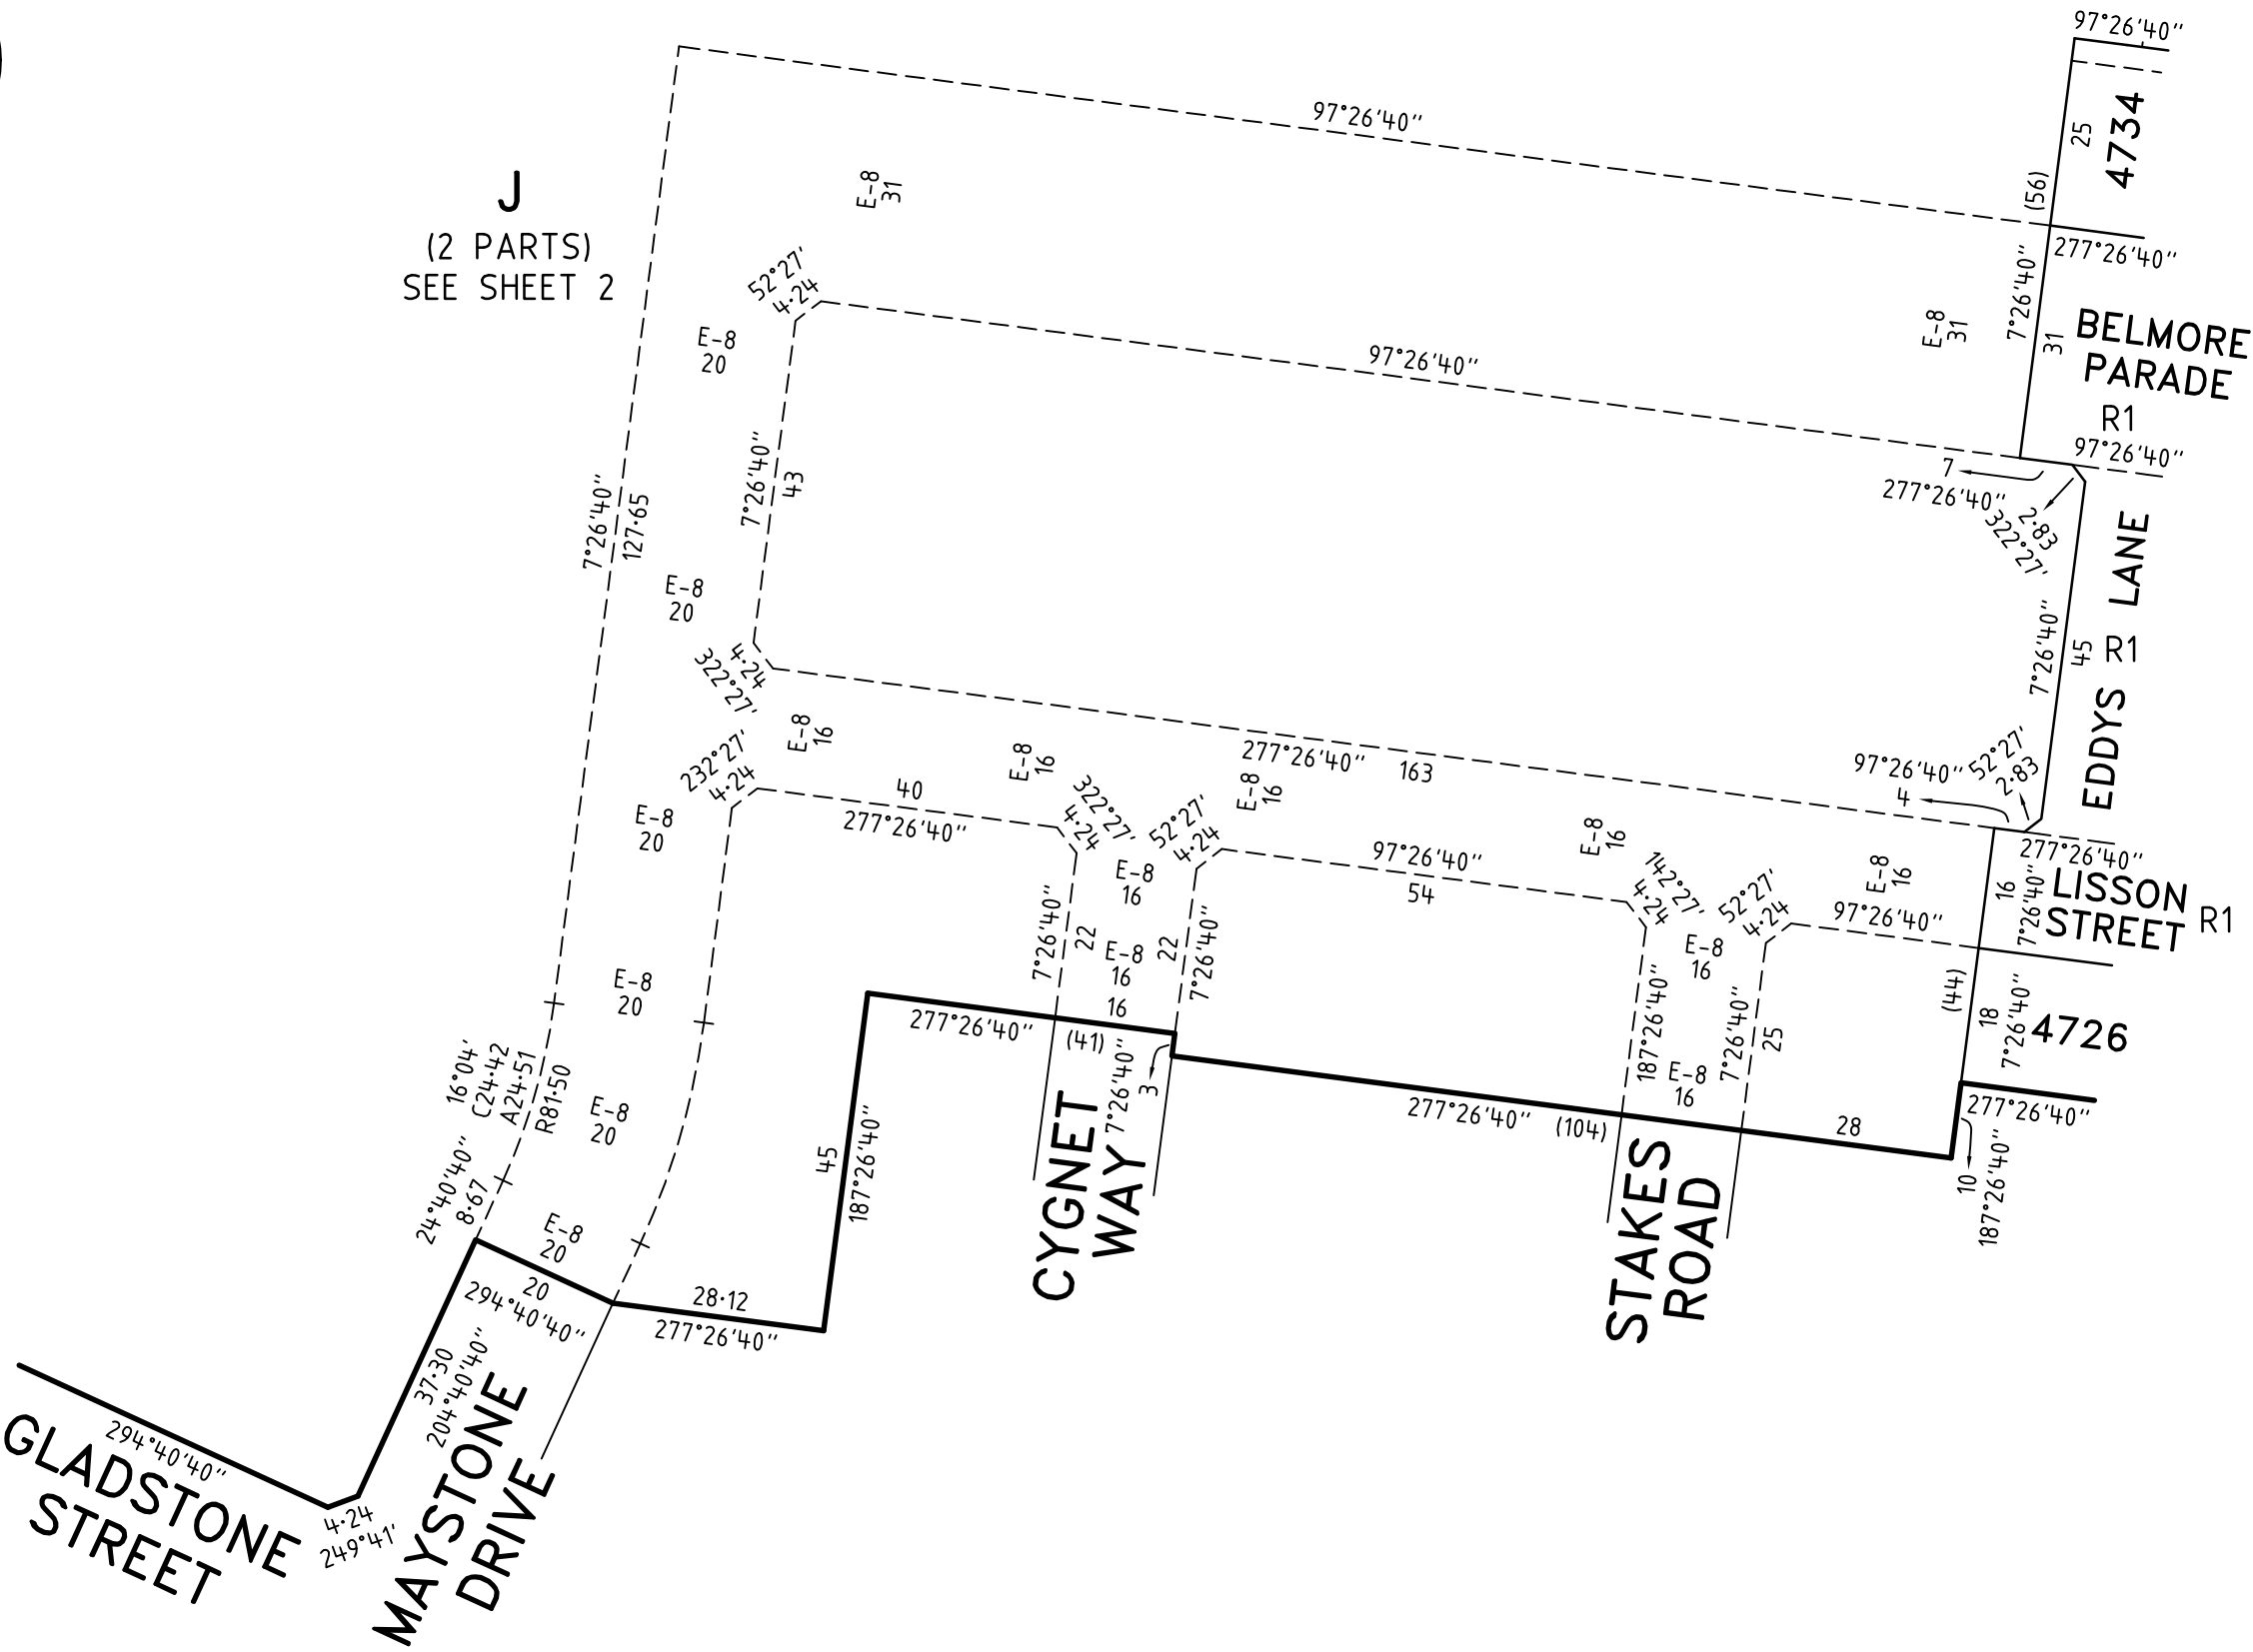 97°26'40"
25
4734
(56)
97°26'40"
277°26'40"
J
(2 PARTS)
SEE SHEET 2
E-8
31
52°27'
4·24
E-8
20
97°26'40"
7°26'40"
E-8
31
31
BELMORE
PARADE
R1
97°26'40"
7
277°26'40"
2·83
322°27'
7°26'40"
43
7°26'40"
127·65
E-8
20
4·24
322°27'
EDDYS LANE
R1
7°26'40"
45
E-8
16
E-8
16
277°26'40"
163
E-8
16
97°26'40"
4
52°27'
2·83
277°26'40"
232°27'
4·24
40
277°26'40"
322°27'
4·24
52°27'
4·24
E-8
20
E-8
16
97°26'40"
54
E-8
16
142°27'
4·24
52°27'
4·24
97°26'40"
E-8
16
16
7°26'40"
LISSON
STREET
R1
7°26'40"
22
E-8
16
22
7°26'40"
E-8
16
187°26'40"
7°26'40"
25
(44)
18
7°26'40"
4726
E-8
20
16
277°26'40"
(41)
7°26'40"
3
E-8
16
16°04'
C24·42
A24·51
R81·50
E-8
20
277°26'40"
(104)
28
277°26'40"
10
187°26'40"
45
187°26'40"
CYGNET
WAY
STAKES
ROAD
24°40'40"
8·67
E-8
20
20
294°40'40"
28·12
277°26'40"
37·30
204°40'40"
MAYSTONE
DRIVE
294°40'40"
GLADSTONE
STREET
4·24
249°41'